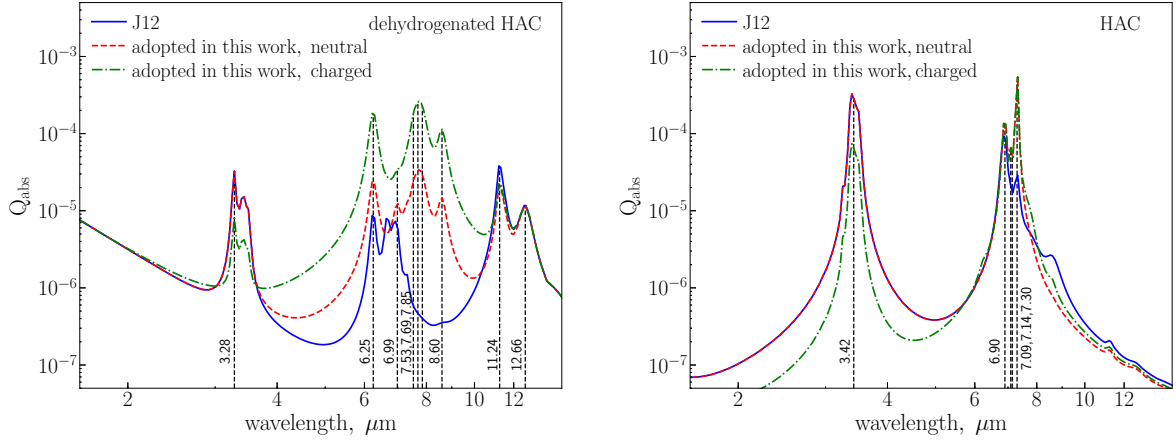 J12
adopted in this work, neutral
adopted in this work, charged
dehydrogenated HAC
10⁻³
10⁻⁴
10⁻⁵
10⁻⁶
10⁻⁷
Q_abs
3.28
6.25
6.99
7.53,7.69,7.85
8.60
11.24
12.66
2
4
6
8
10
12
wavelength, μm
J12
adopted in this work, neutral
adopted in this work, charged
HAC
10⁻³
10⁻⁴
10⁻⁵
10⁻⁶
10⁻⁷
Q_abs
3.42
6.90
7.09,7.14,7.30
2
4
6
8
10
12
wavelength, μm